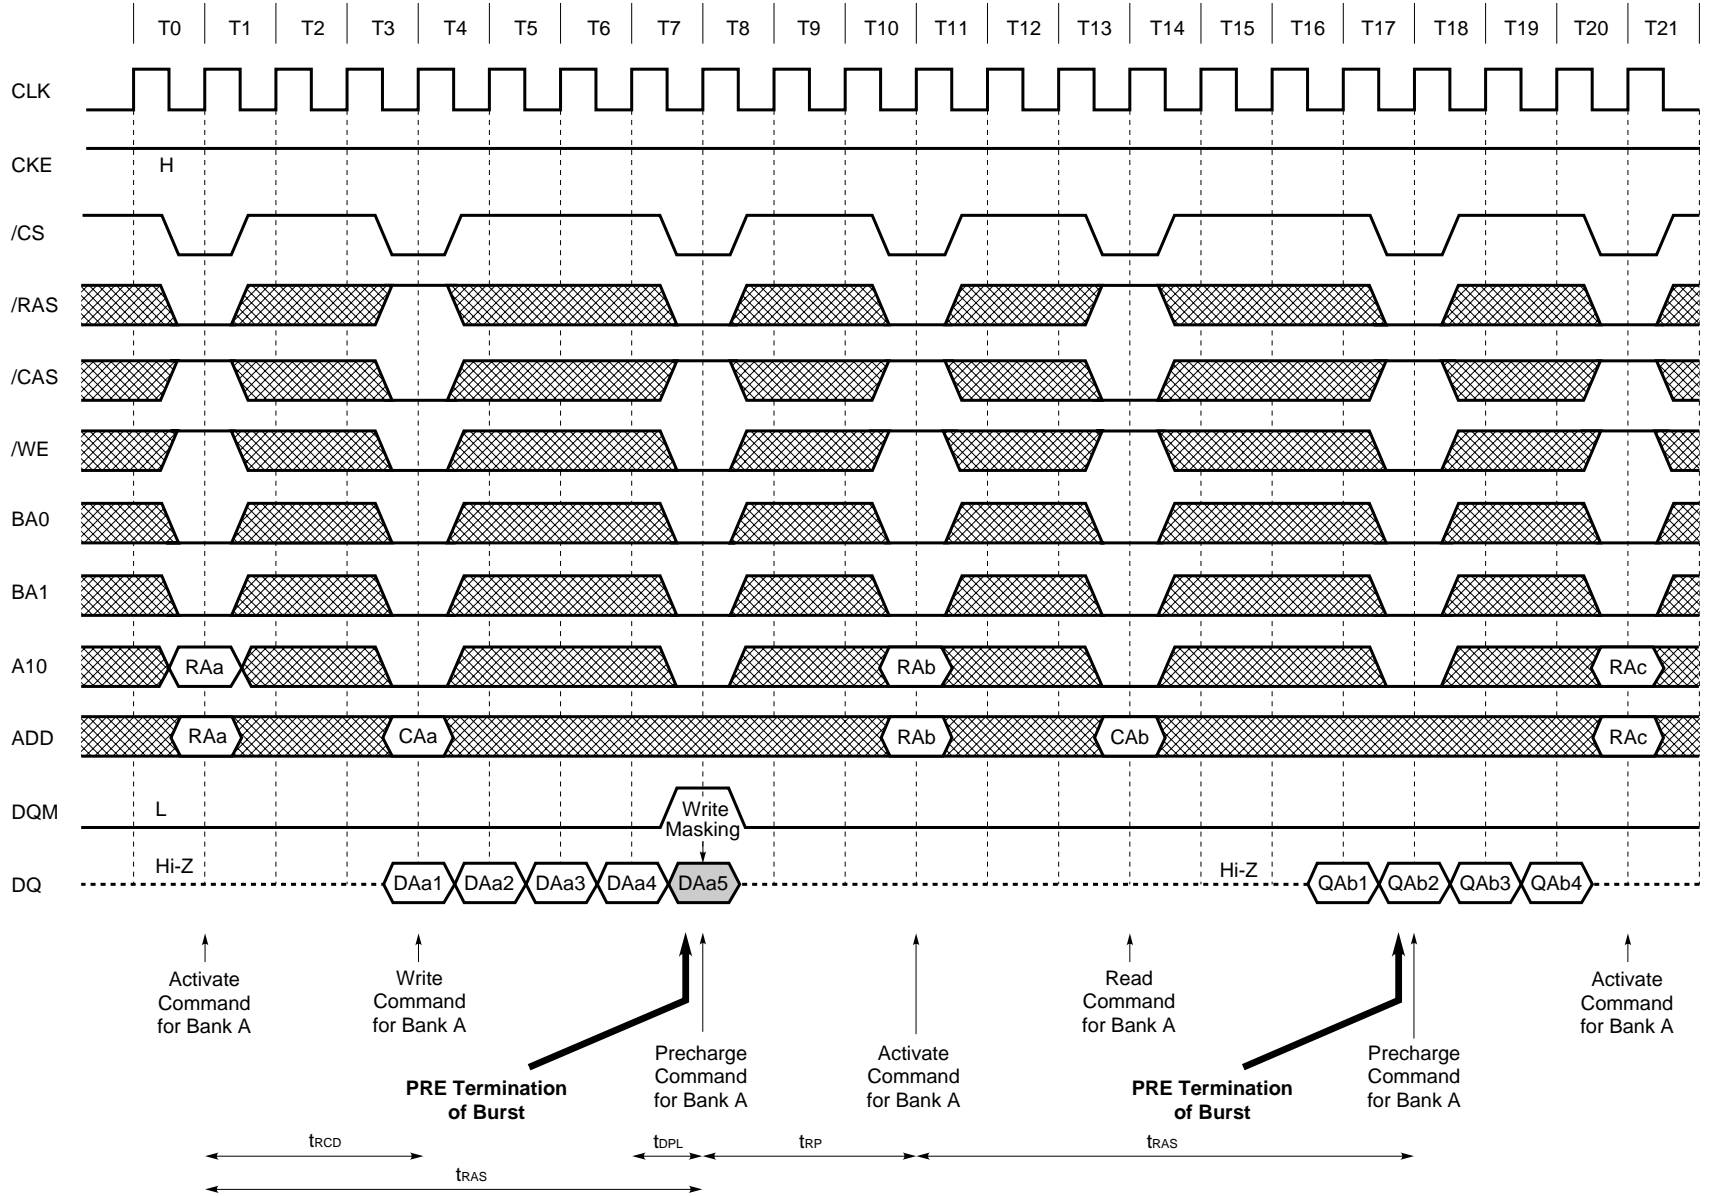 T0 T1 T2 T3 T4 T5 T6 T7 T8 T9 T10 T11 T12 T13 T14 T15 T16 T17 T18 T19 T20 T21
CLK
CKE H
/CS
/RAS
/CAS
/WE
BA0
BA1
A10 RAa RAb RAc
ADD RAa CAa RAb CAb RAc
DQM L Write
Masking
DQ Hi-Z DAa1 DAa2 DAa3 DAa4 DAa5 Hi-Z QAb1 QAb2 QAb3 QAb4
Activate
Command
for Bank A
Write
Command
for Bank A
PRE Termination
of Burst
Precharge
Command
for Bank A
Activate
Command
for Bank A
Read
Command
for Bank A
PRE Termination
of Burst
Precharge
Command
for Bank A
Activate
Command
for Bank A
tRCD tDPL tRP tRAS
tRAS